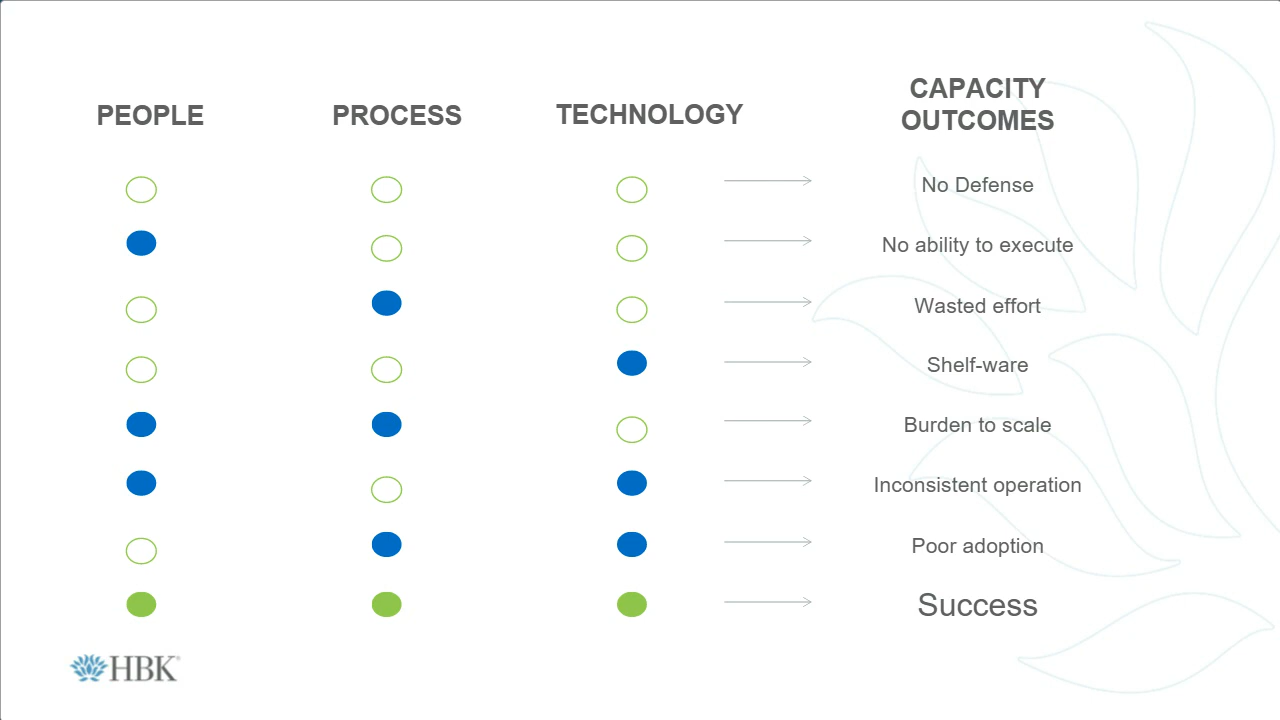 PEOPLE
PROCESS
TECHNOLOGY
CAPACITY
OUTCOMES
No Defense
No ability to execute
Wasted effort
Shelf-ware
Burden to scale
Inconsistent operation
Poor adoption
Success
HBK